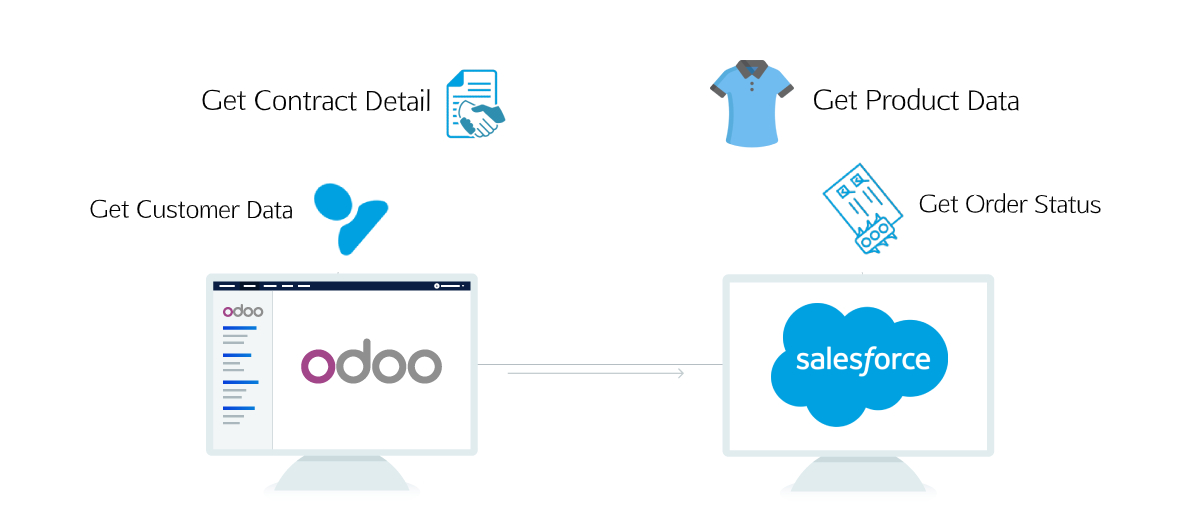 Get Contract Detail
Get Product Data
Get Customer Data
Get Order Status
odoo
odoo
salesforce